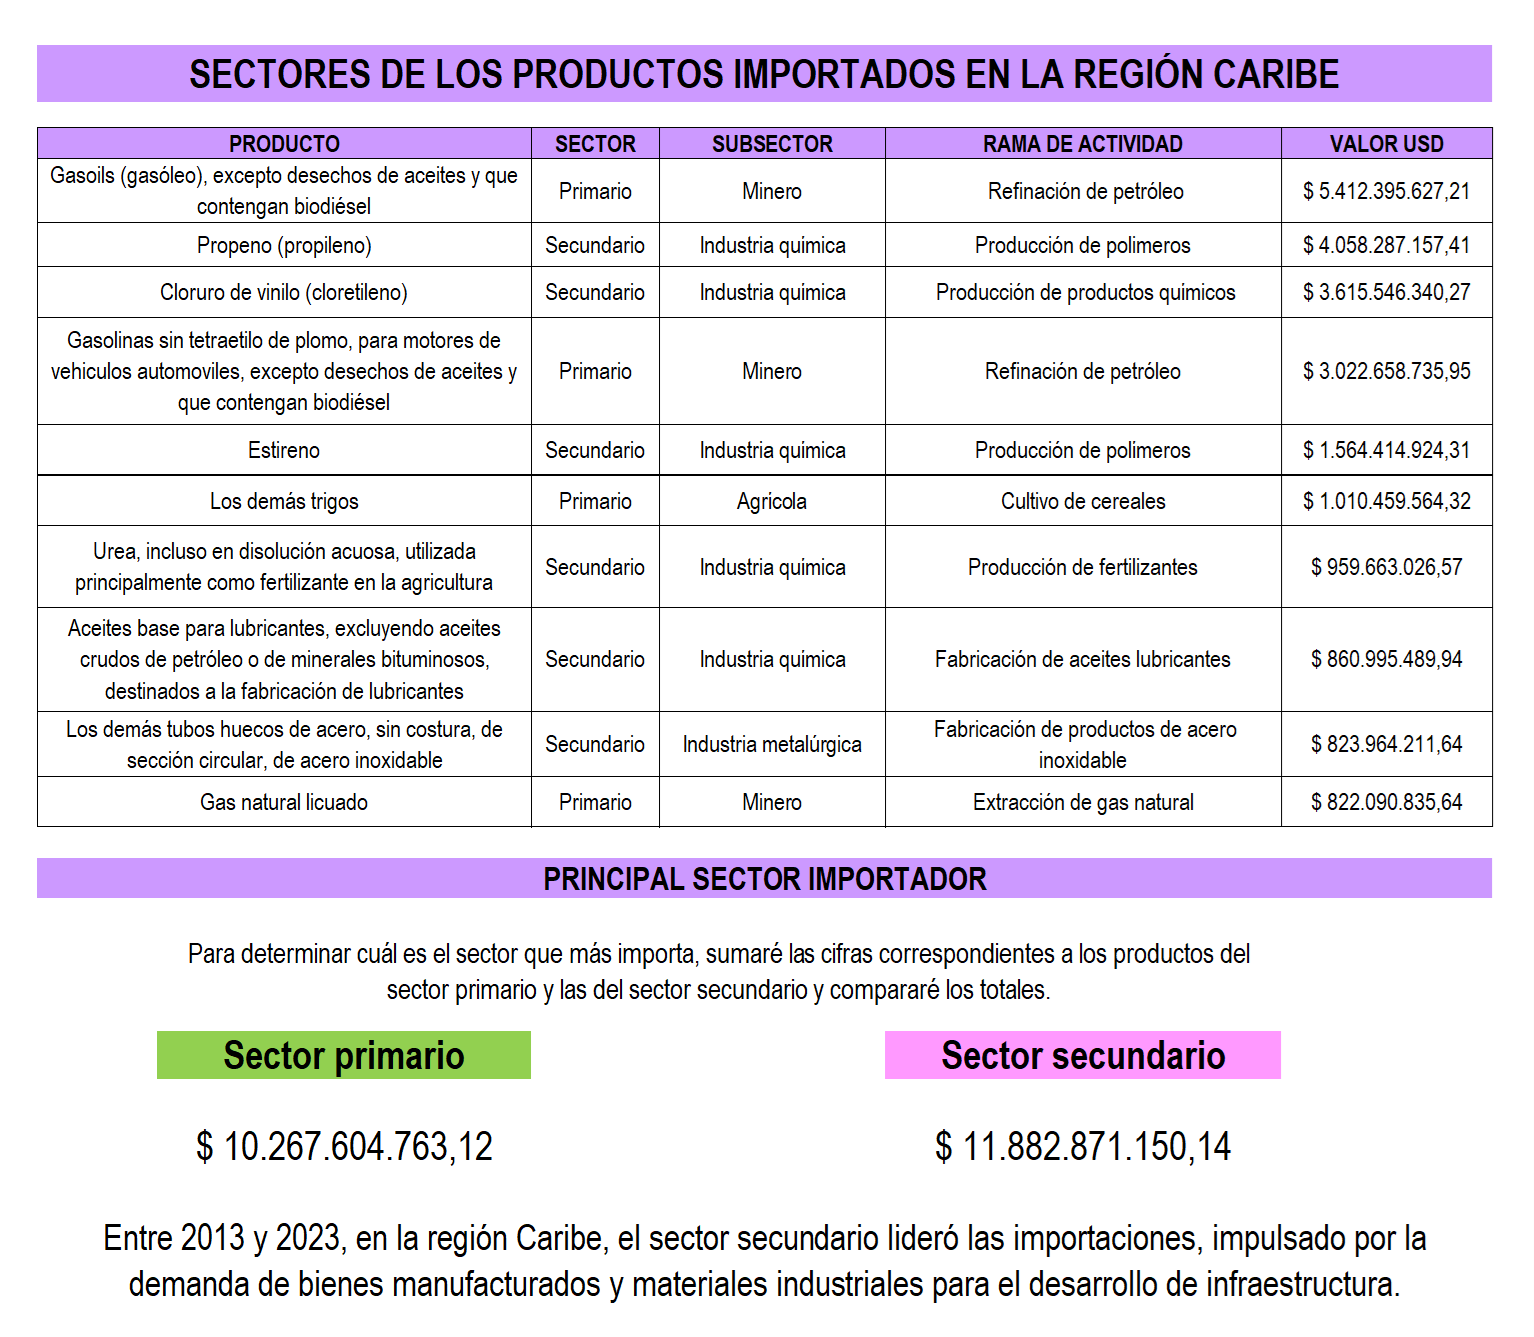 SECTORES DE LOS PRODUCTOS IMPORTADOS EN LA REGIÓN CARIBE
PRODUCTO SECTOR SUBSECTOR RAMA DE ACTIVIDAD VALOR USD
Gasoils (gasóleo), excepto desechos de aceites y que
contengan biodiésel
Primario Minero Refinación de petróleo $ 5.412.395.627,21
Propeno (propileno) Secundario Industria química Producción de polimeros $ 4.058.287.157,41
Cloruro de vinilo (cloretileno) Secundario Industria química Producción de productos químicos $ 3.615.546.340,27
Gasolinas sin tetraetilo de plomo, para motores de
vehiculos automoviles, excepto desechos de aceites y
que contengan biodiésel
Primario Minero Refinación de petróleo $ 3.022.658.735,95
Estireno Secundario Industria química Producción de polímeros $ 1.564.414.924,31
Los demás trigos Primario Agrícola Cultivo de cereales $ 1.010.459.564,32
Urea, incluso en disolución acuosa, utilizada
principalmente como fertilizante en la agricultura
Secundario Industria química Producción de fertilizantes $ 959.663.026,57
Aceites base para lubricantes, excluyendo aceites
crudos de petróleo o de minerales bituminosos,
destinados a la fabricación de lubricantes
Secundario Industria química Fabricación de aceites lubricantes $ 860.995.489,94
Los demás tubos huecos de acero, sin costura, de
sección circular, de acero inoxidable
Secundario Industria metalúrgica
Fabricación de productos de acero
inoxidable
$ 823.964.211,64
Gas natural licuado Primario Minero Extracción de gas natural $ 822.090.835,64
PRINCIPAL SECTOR IMPORTADOR
Para determinar cuál es el sector que más importa, sumaré las cifras correspondientes a los productos del
sector primario y las del sector secundario y compararé los totales.
Sector primario Sector secundario
$ 10.267.604.763,12 $ 11.882.871.150,14
Entre 2013 y 2023, en la región Caribe, el sector secundario lideró las importaciones, impulsado por la
demanda de bienes manufacturados y materiales industriales para el desarrollo de infraestructura.